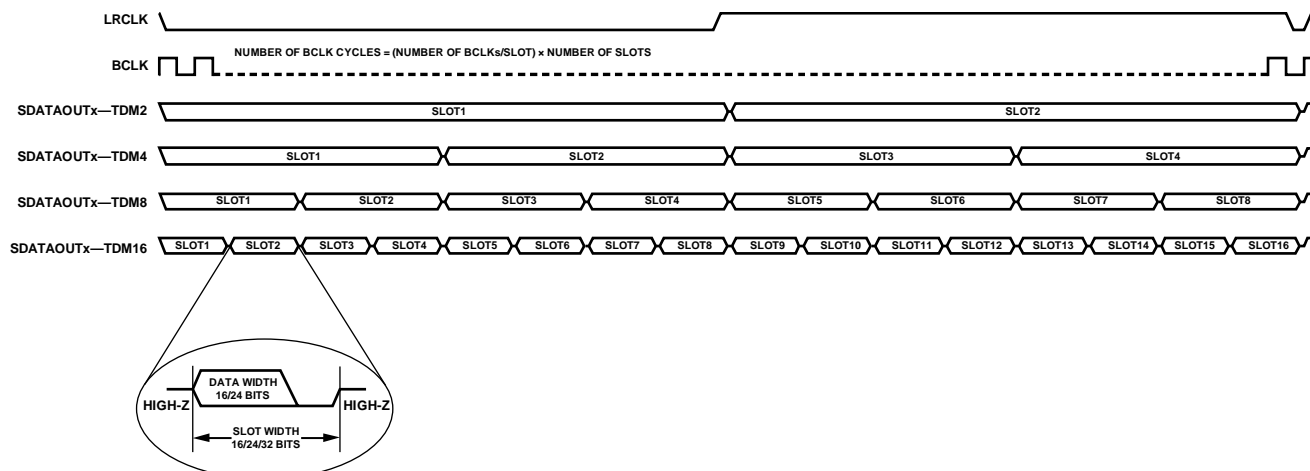 LRCLK
BCLK
NUMBER OF BCLK CYCLES = (NUMBER OF BCLKs/SLOT) × NUMBER OF SLOTS
SDATAOUTx—TDM2
SLOT1 SLOT2
SDATAOUTx—TDM4
SLOT1 SLOT2 SLOT3 SLOT4
SDATAOUTx—TDM8
SLOT1 SLOT2 SLOT3 SLOT4 SLOT5 SLOT6 SLOT7 SLOT8
SDATAOUTx—TDM16
SLOT1 SLOT2 SLOT3 SLOT4 SLOT5 SLOT6 SLOT7 SLOT8 SLOT9 SLOT10 SLOT11 SLOT12 SLOT13 SLOT14 SLOT15 SLOT16
DATA WIDTH
16/24 BITS
HIGH-Z HIGH-Z
SLOT WIDTH
16/24/32 BITS